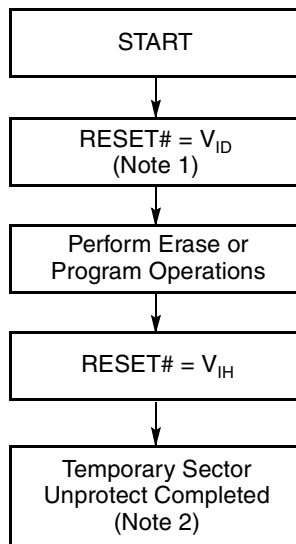 START
RESET# = V_ID
(Note 1)
Perform Erase or
Program Operations
RESET# = V_IH
Temporary Sector
Unprotect Completed
(Note 2)